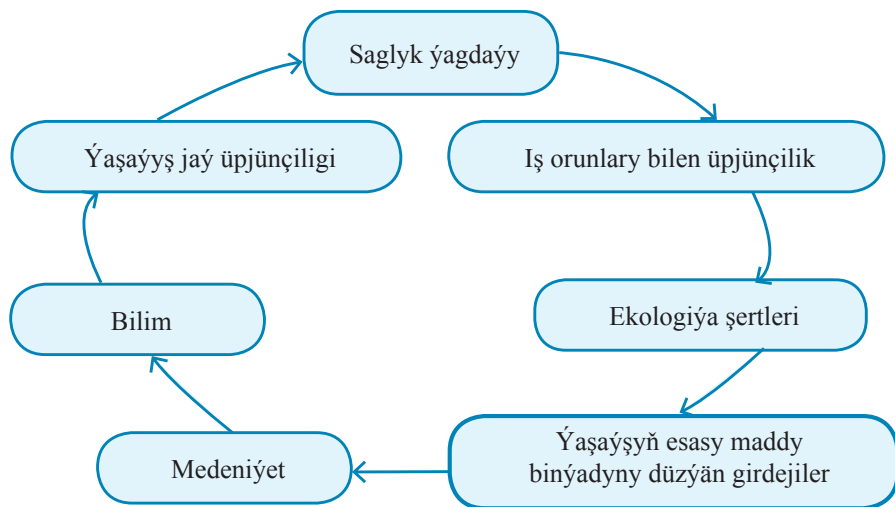 Saglyk ýagdaýy
Ýaşaýyş jaý üpjünçiligi
Iş orunlary bilen üpjünçilik
Bilim
Ekologiýa şertleri
Medeniýet
Ýaşaýşyň esasy maddy
binýadyny düzýän girdejiler